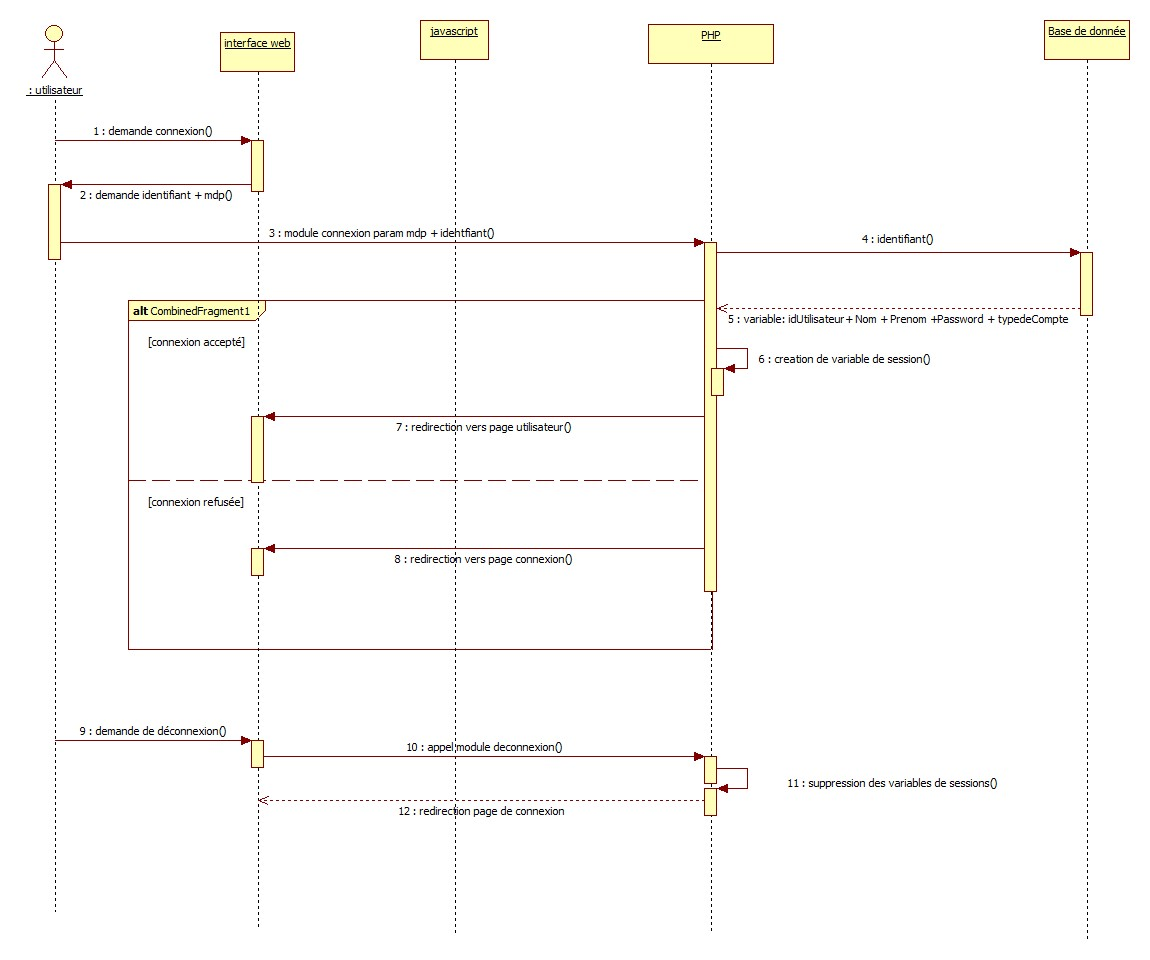 : utilisateur
interface web
javascript
PHP
Base de donnée
1 : demande connexion()
2 : demande identifiant + mdp()
3 : module connexion param mdp + identfiant()
4 : identifiant()
alt CombinedFragment1
5 : variable: idUtilisateur+ Nom + Prenom +Password + typedeCompte
[connexion accepté]
6 : creation de variable de session()
7 : redirection vers page utilisateur()
[connexion refusée]
8 : redirection vers page connexion()
9 : demande de déconnexion()
10 : appel module deconnexion()
11 : suppression des variables de sessions()
12 : redirection page de connexion